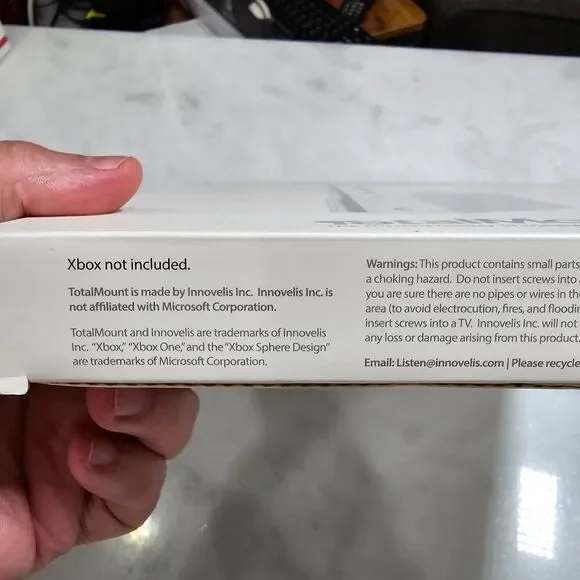 TotalMo
Xbox not included.
TotalMount is made by Innovelis Inc. Innovelis Inc. is
not affiliated with Microsoft Corporation.
TotalMount and Innovelis are trademarks of Innovelis
Inc. “Xbox,” “Xbox One,” and the “Xbox Sphere Design”
are trademarks of Microsoft Corporation.
Warnings: This product contains small parts
a choking hazard. Do not insert screws into
you are sure there are no pipes or wires in the
area (to avoid electrocution, fires, and floodin
insert screws into a TV. Innovelis Inc. will not
any loss or damage arising from this product.
Email: Listen@innovelis.com | Please recycle